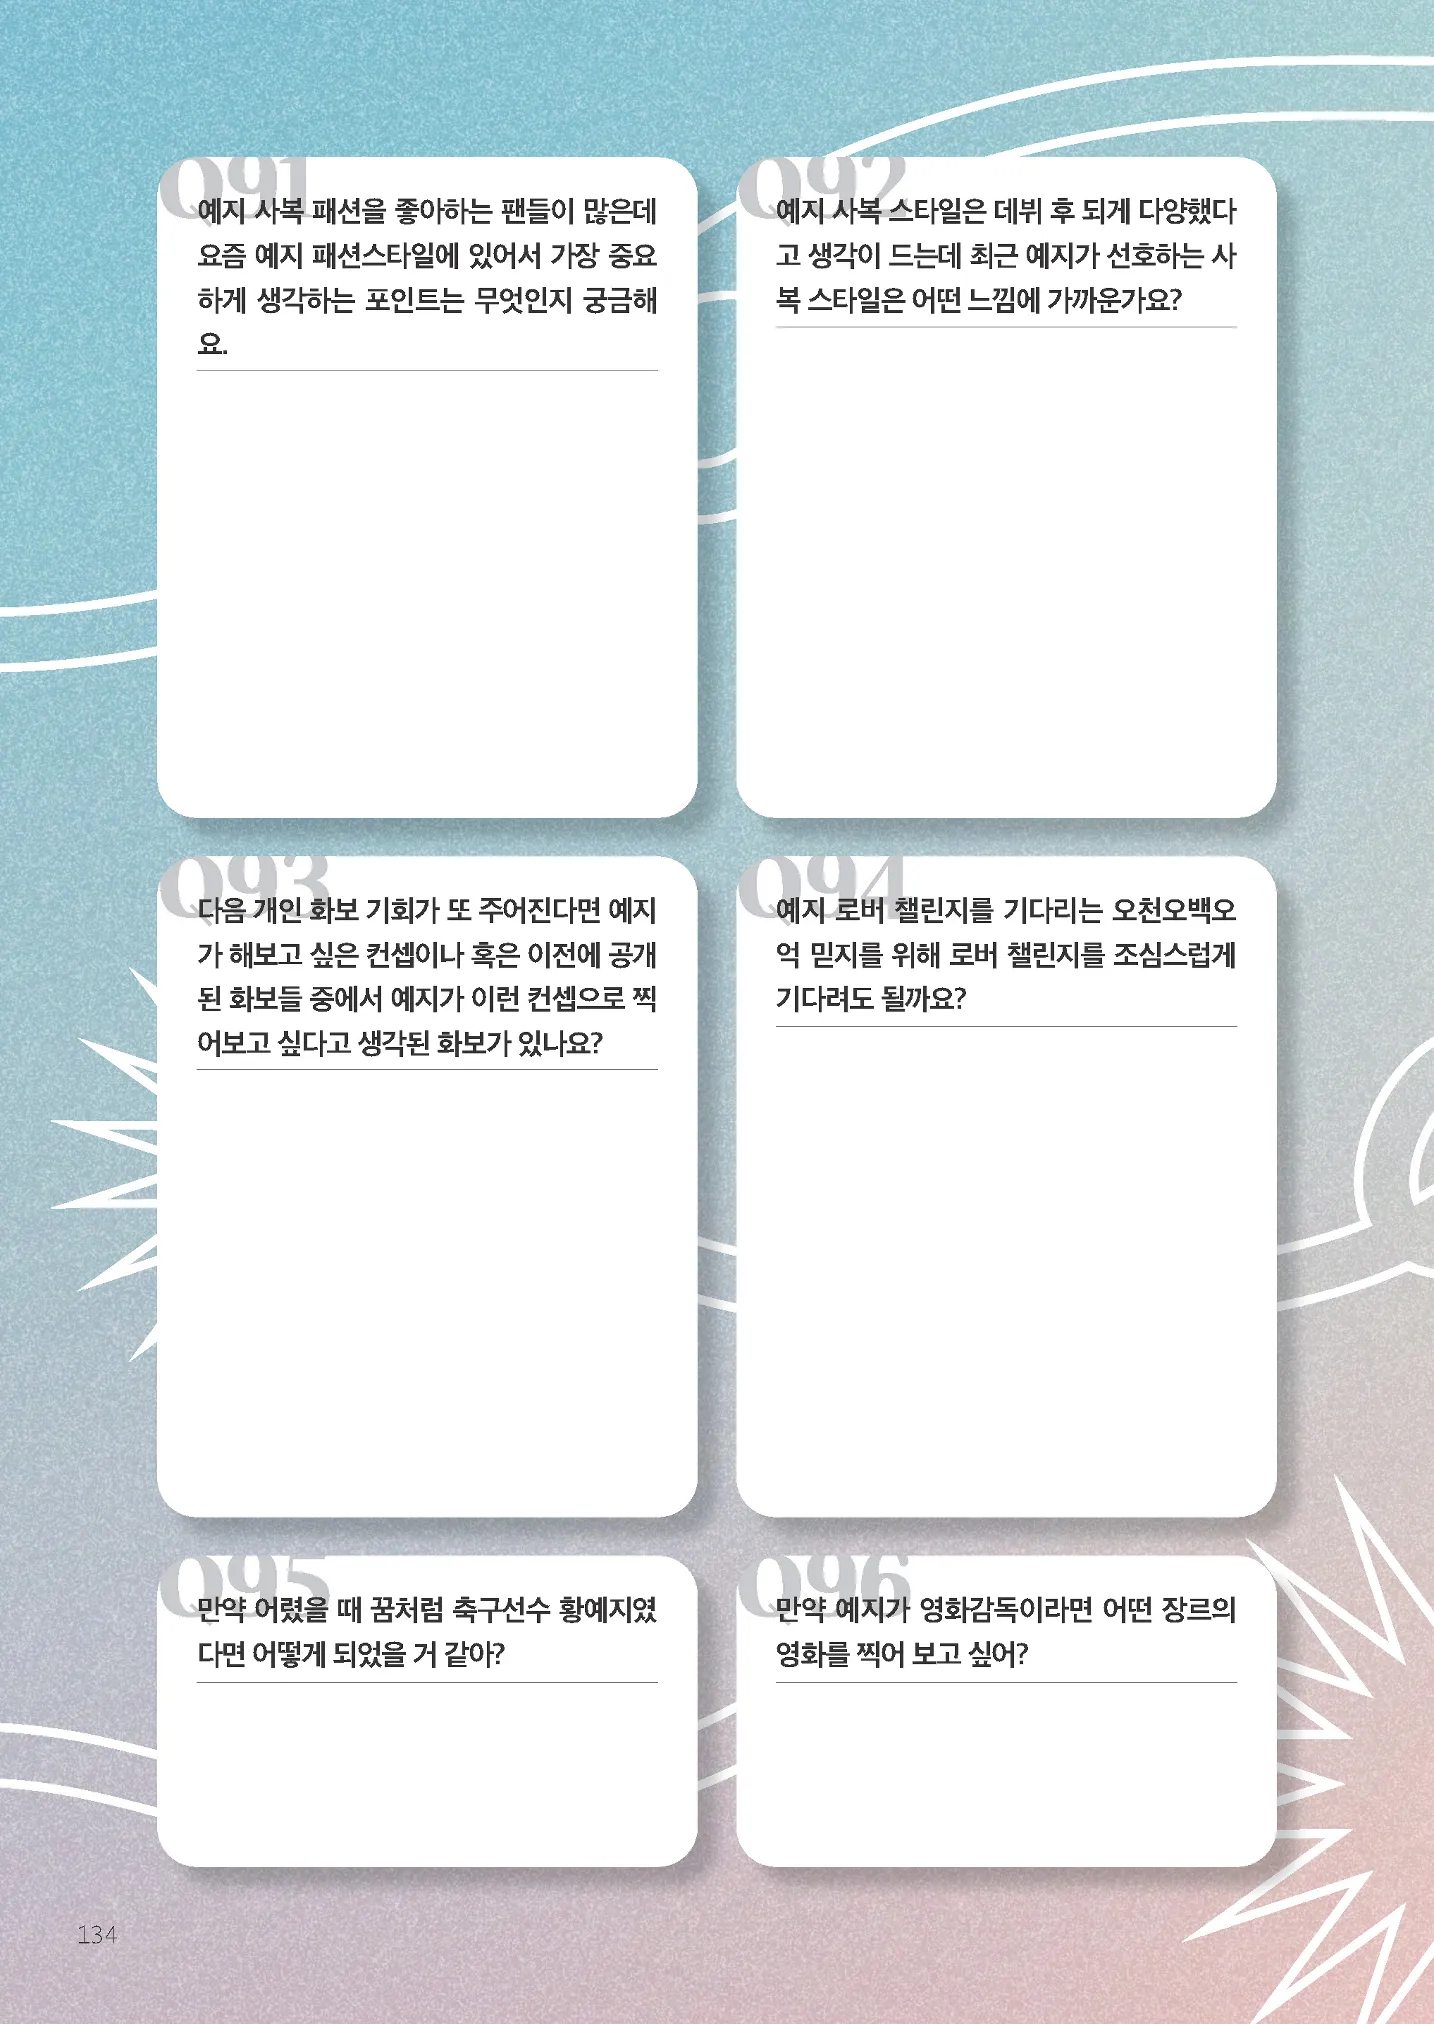 Q91
예지 사복 패션을 좋아하는 팬들이 많은데
요즘 예지 패션스타일에 있어서 가장 중요
하게 생각하는 포인트는 무엇인지 궁금해
요.
Q92
예지 사복 스타일은 데뷔 후 되게 다양했다
고 생각이 드는데 최근 예지가 선호하는 사
복 스타일은 어떤 느낌에 가까운가요?
Q93
다음 개인 화보 기회가 또 주어진다면 예지
가 해보고 싶은 컨셉이나 혹은 이전에 공개
된 화보들 중에서 예지가 이런 컨셉으로 찍
어보고 싶다고 생각된 화보가 있나요?
Q94
예지 로버 챌린지를 기다리는 오천오백오
억 믿지를 위해 로버 챌린지를 조심스럽게
기다려도 될까요?
Q95
만약 어렸을 때 꿈처럼 축구선수 황예지였
다면 어떻게 되었을 거 같아?
Q96
만약 예지가 영화감독이라면 어떤 장르의
영화를 찍어 보고 싶어?
134